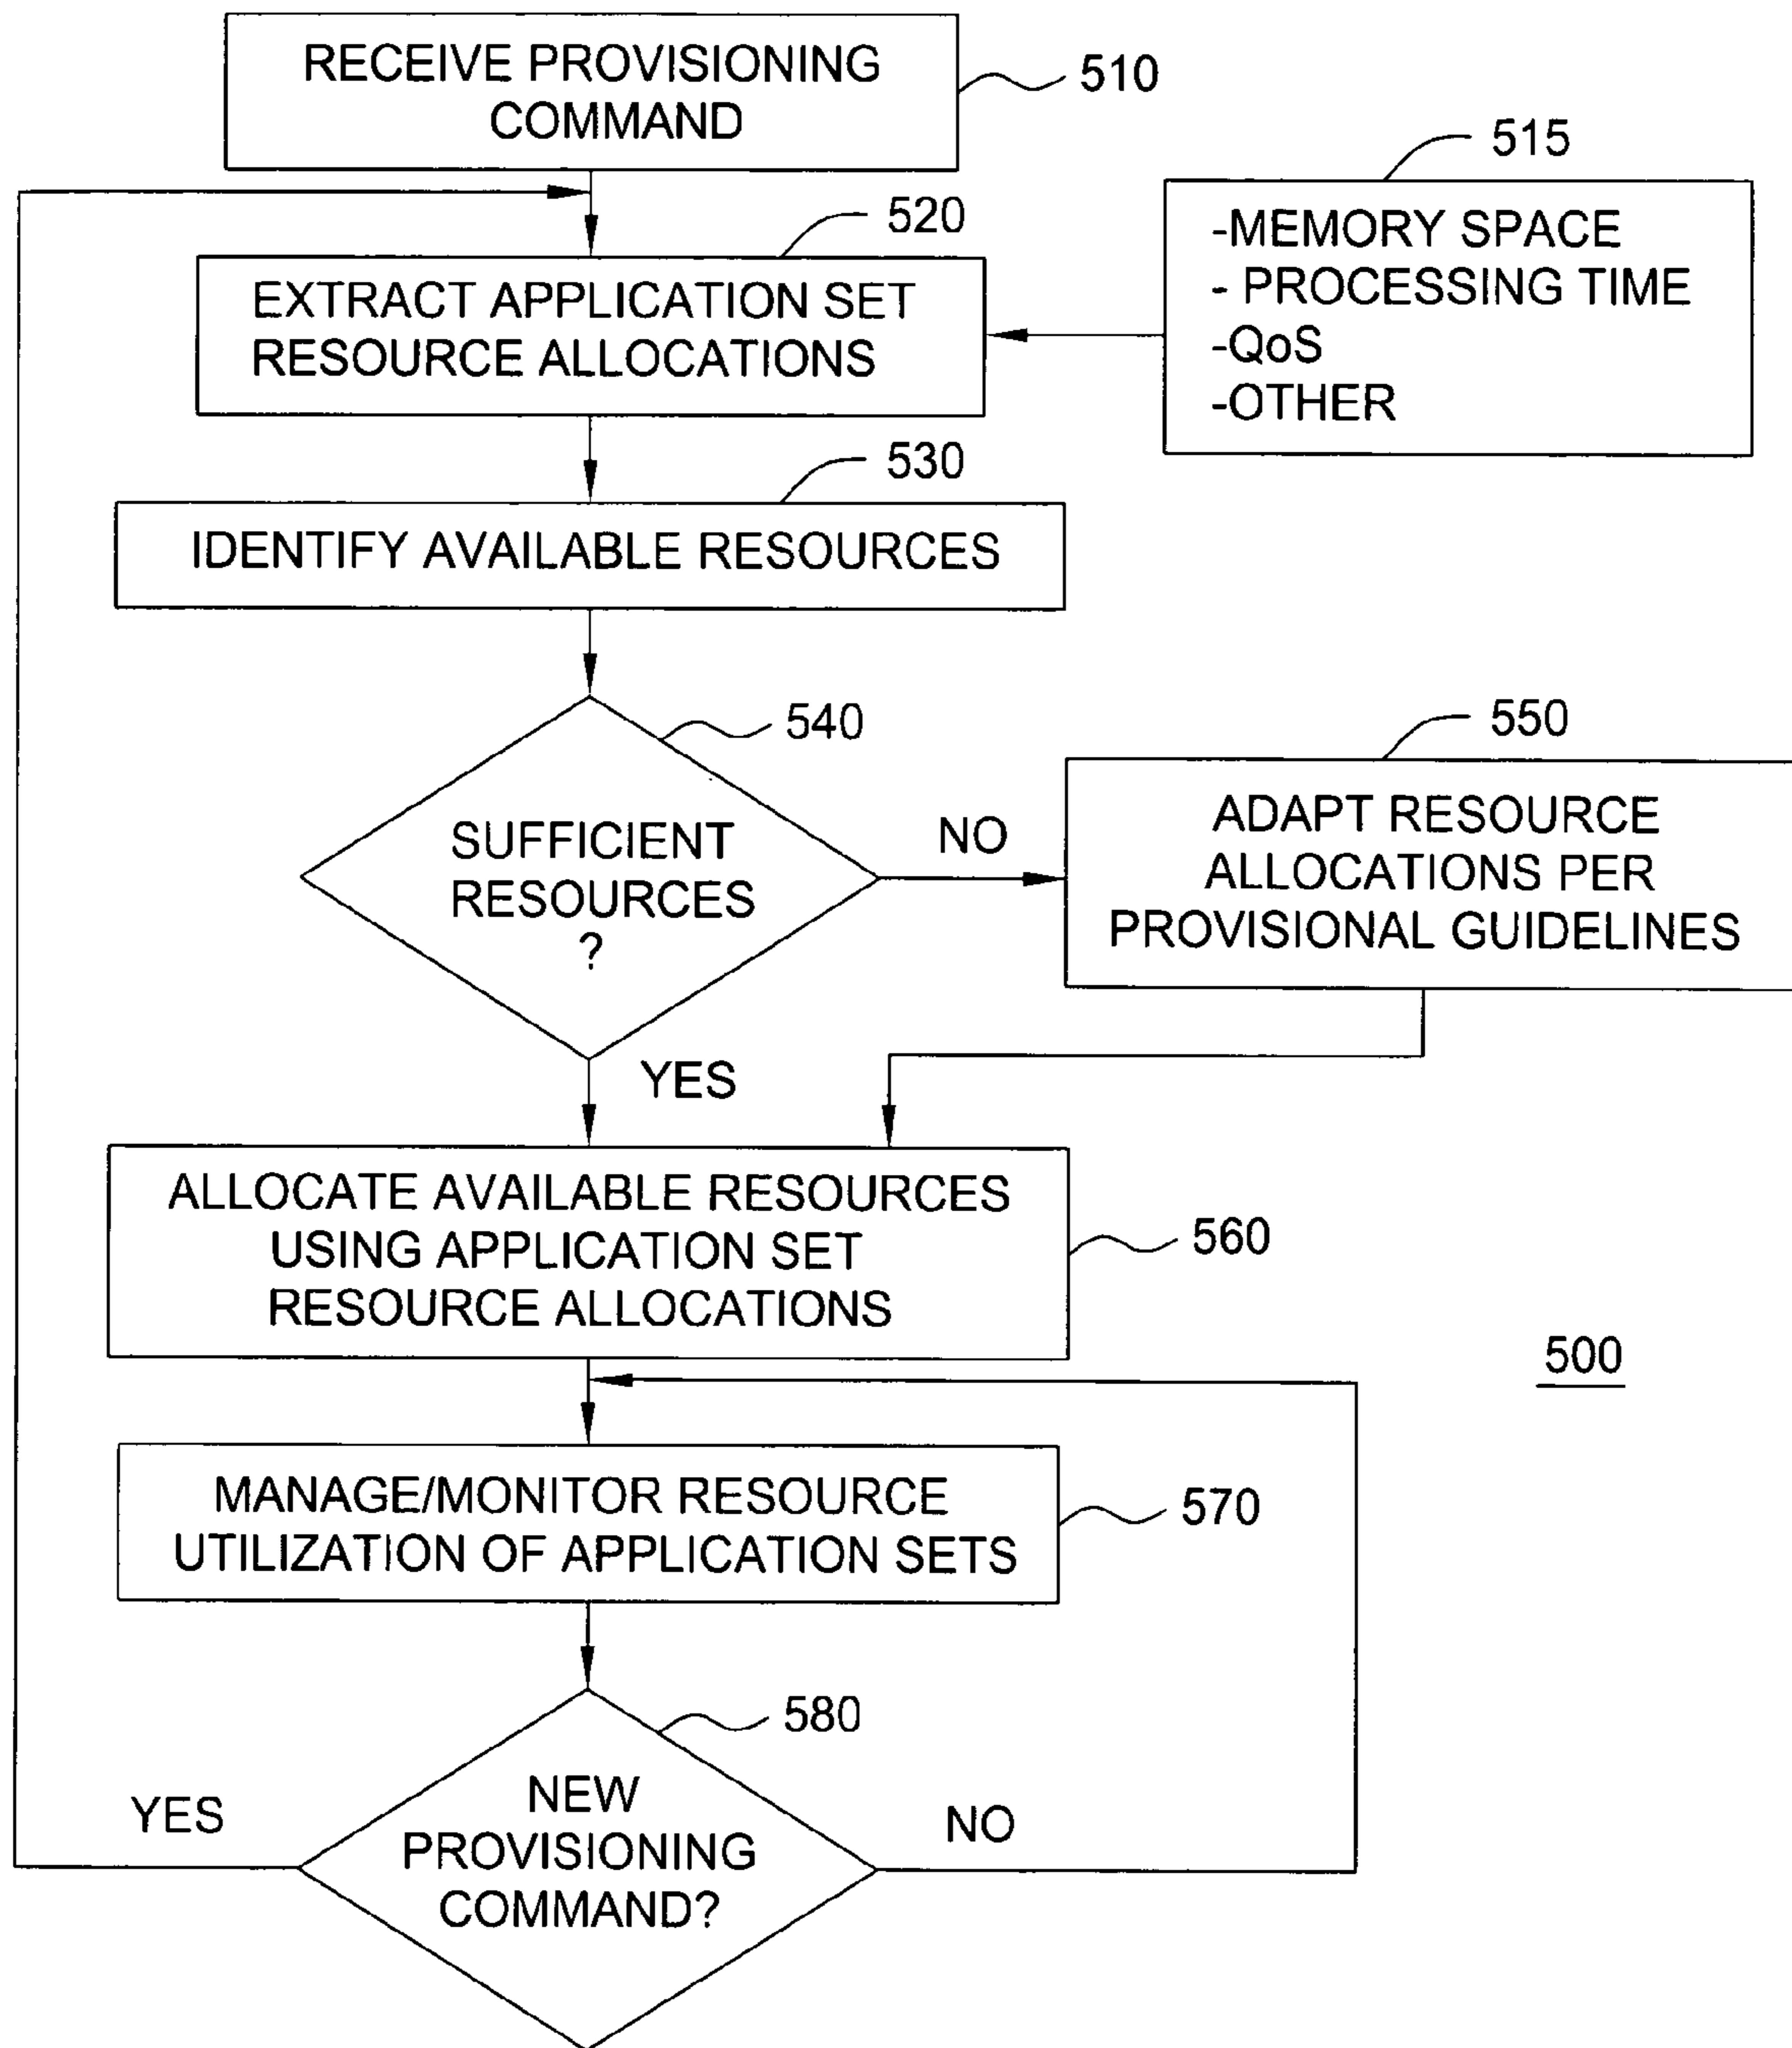 RECEIVE PROVISIONING
COMMAND
510
515
-MEMORY SPACE
- PROCESSING TIME
-QoS
-OTHER
520
EXTRACT APPLICATION SET
RESOURCE ALLOCATIONS
530
IDENTIFY AVAILABLE RESOURCES
540
SUFFICIENT
RESOURCES
?
NO
550
ADAPT RESOURCE
ALLOCATIONS PER
PROVISIONAL GUIDELINES
YES
ALLOCATE AVAILABLE RESOURCES
USING APPLICATION SET
RESOURCE ALLOCATIONS
560
500
MANAGE/MONITOR RESOURCE
UTILIZATION OF APPLICATION SETS
570
580
NEW
PROVISIONING
COMMAND?
YES
NO